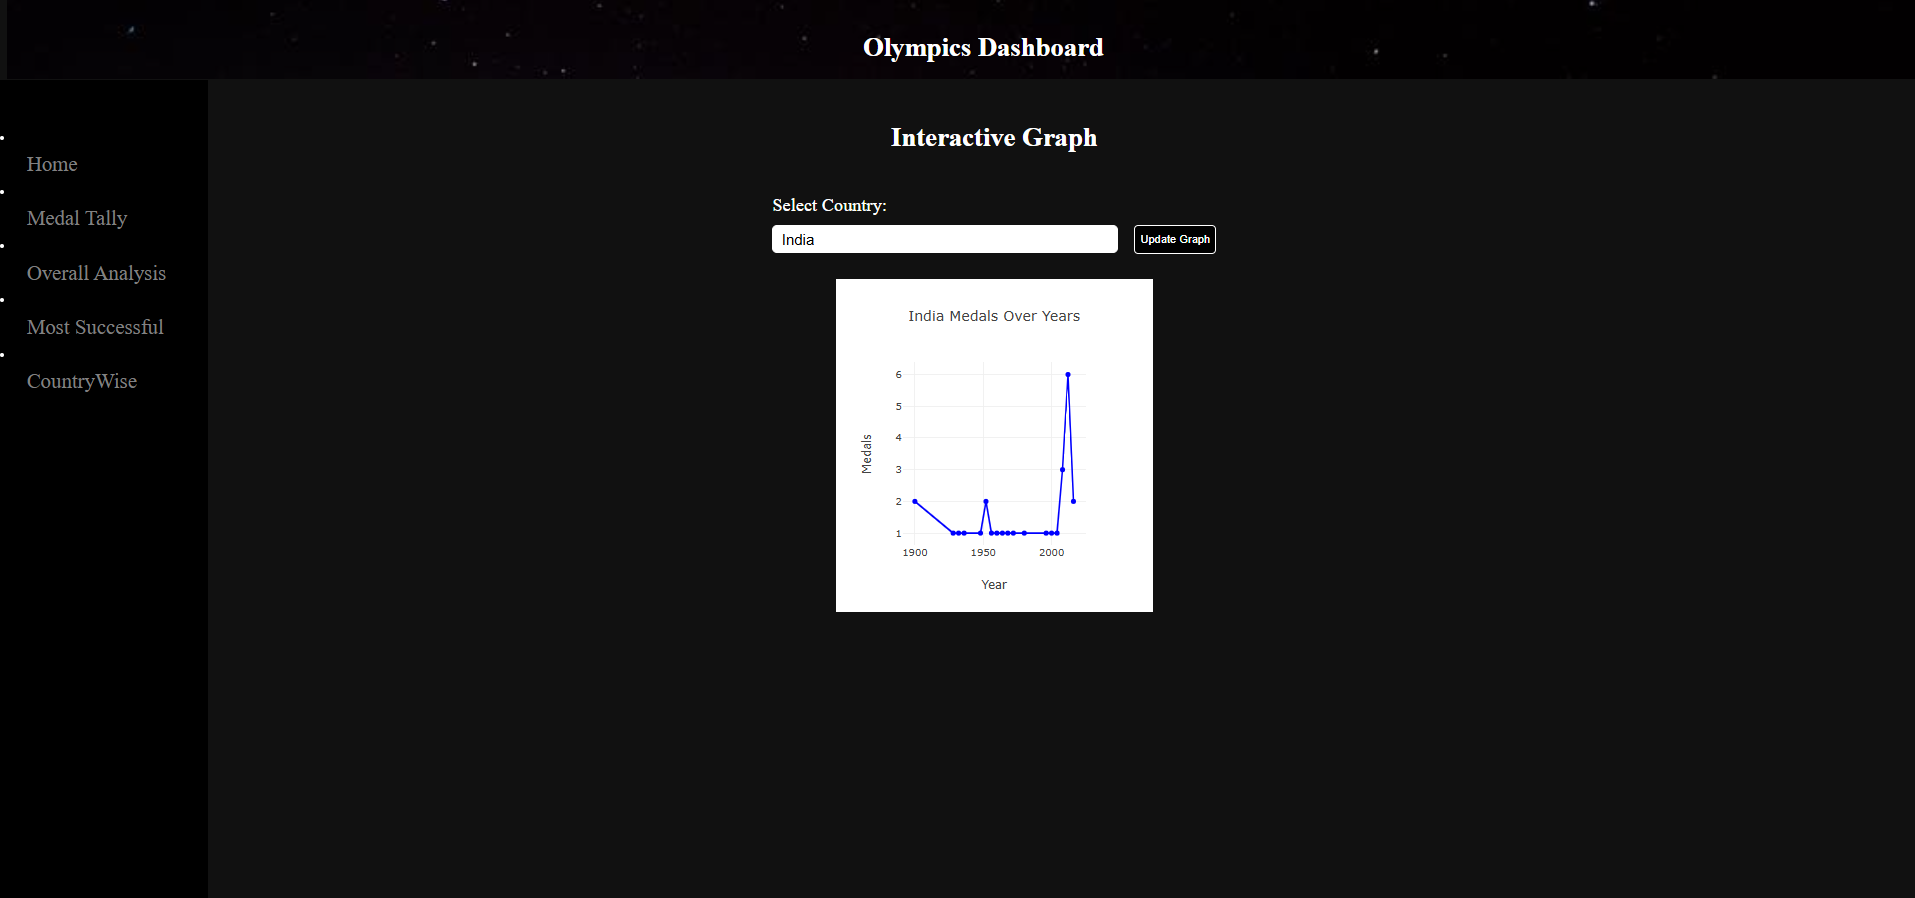 Olympics Dashboard
Home
Medal Tally
Overall Analysis
Most Successful
CountryWise
Interactive Graph
Select Country:
India
Update Graph
India Medals Over Years
Medals
6
5
4
3
2
1
1900 1950 2000
Year